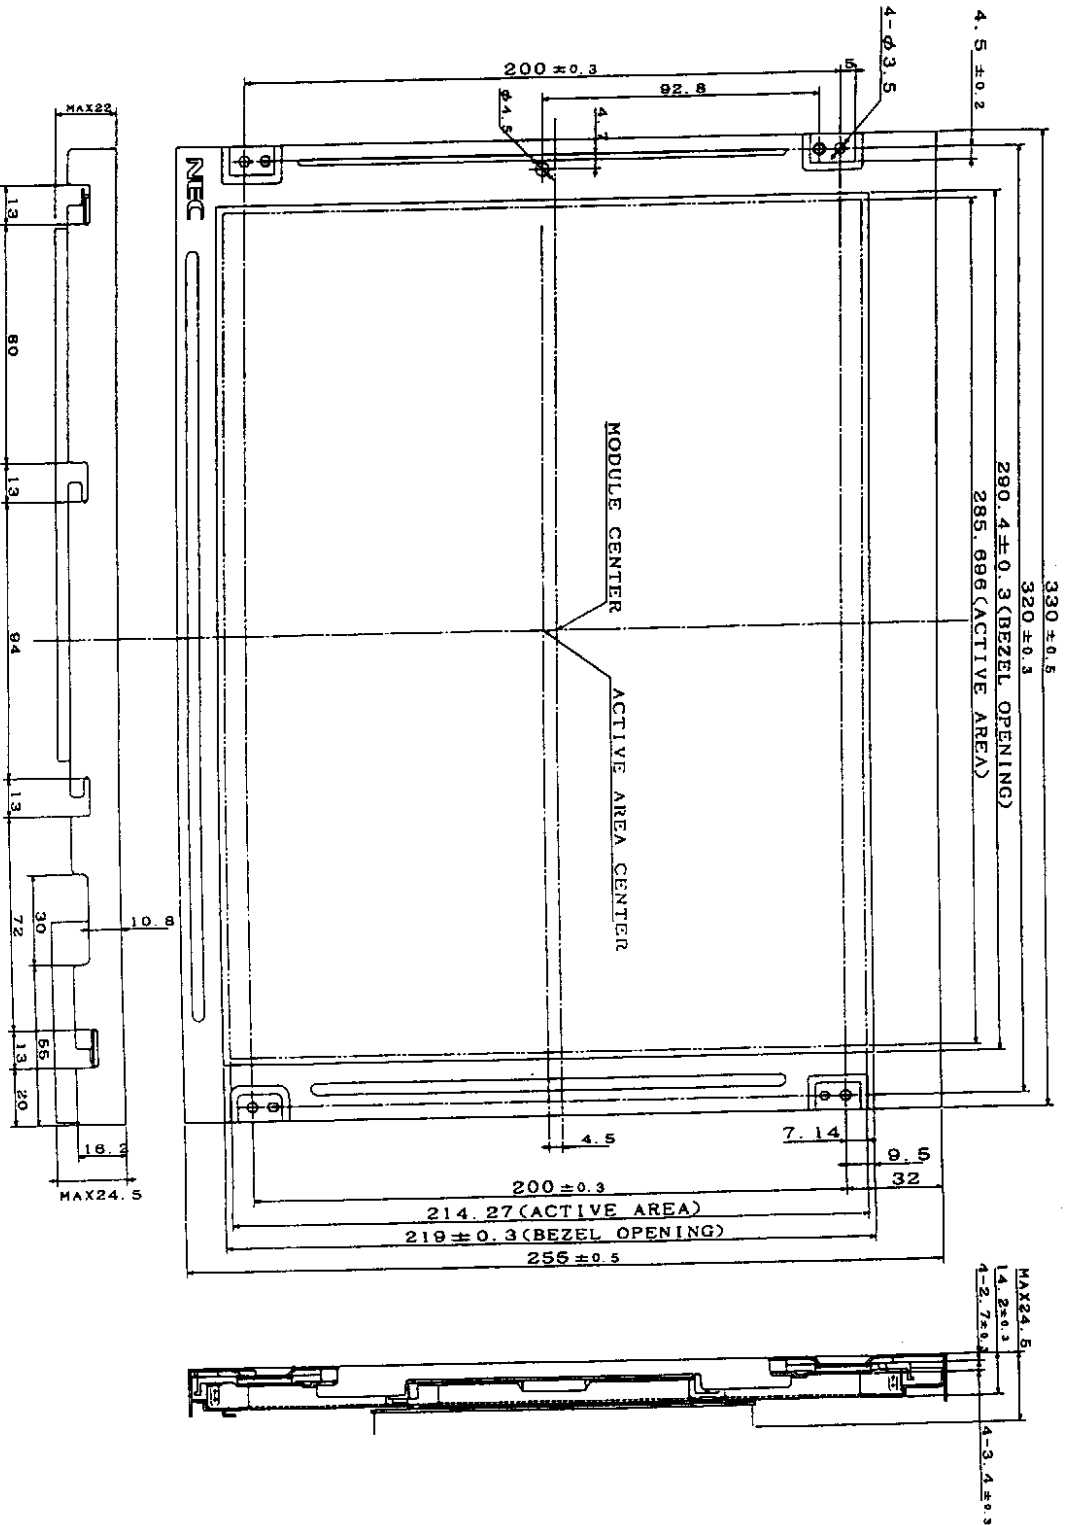 4.5±0.2
4-φ3.5
5
200±0.3
92.8
φ4.5
4.7
MAX22
NEC
13
80
13
94
13
72
13
20
30
55
10.8
16.2
MAX24.5
MODULE CENTER
ACTIVE AREA CENTER
330±0.5
320±0.3
290.4±0.3(BEZEL OPENING)
285.696(ACTIVE AREA)
4.5
7.14
9.5
32
200±0.3
214.27(ACTIVE AREA)
219±0.3(BEZEL OPENING)
255±0.5
MAX24.5
14.2±0.3
4-2.7±0.3
4-3.4±0.3